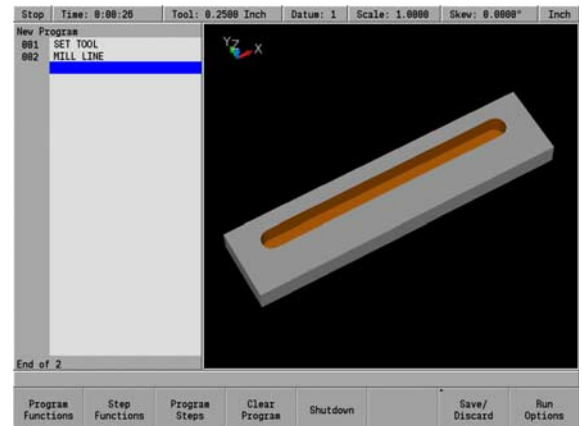 Stop Time: 0:00:26 Tool: 0.2500 Inch Datum: 1 Scale: 1.0000 Skew: 0.0000° Inch
New Program
001 SET TOOL
002 MILL LINE
Y Z X
End of 2
Program Functions Step Functions Program Steps Clear Program Shutdown Save/ Discard Run Options